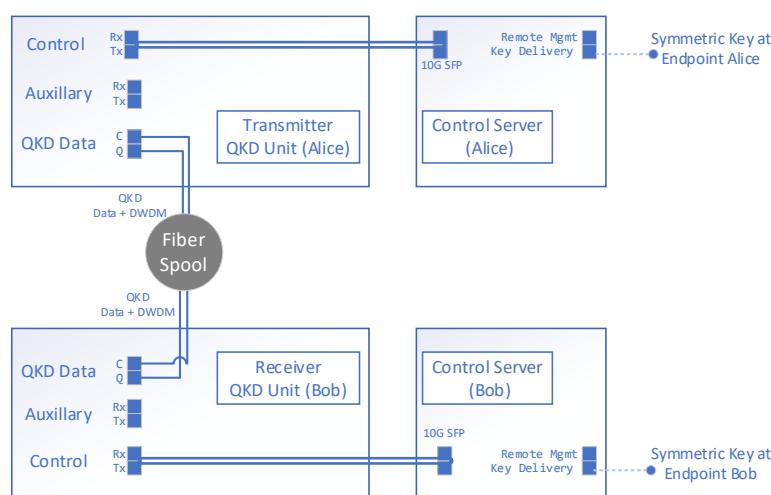 Control
Rx
Tx
Auxillary
Rx
Tx
QKD Data
C
Q
Transmitter
QKD Unit (Alice)
10G SFP
Remote Mgmt
Key Delivery
Control Server
(Alice)
Symmetric Key at
Endpoint Alice
QKD
Data + DWDM
Fiber
Spool
QKD
Data + DWDM
QKD Data
C
Q
Receiver
QKD Unit (Bob)
Auxillary
Rx
Tx
Control
Rx
Tx
Control Server
(Bob)
10G SFP
Remote Mgmt
Key Delivery
Symmetric Key at
Endpoint Bob